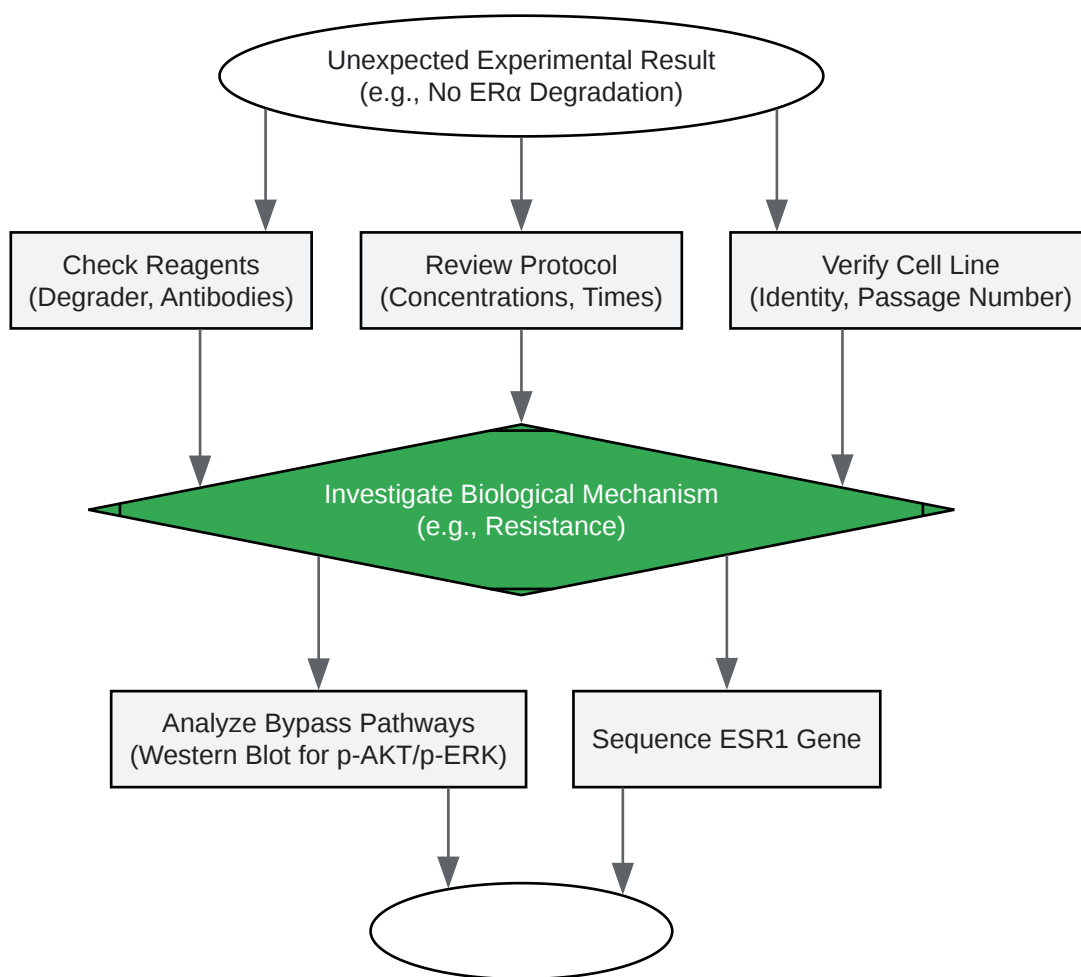 Unexpected Experimental Result
(e.g., No ERα Degradation)
Check Reagents
(Degrader, Antibodies)
Review Protocol
(Concentrations, Times)
Verify Cell Line
(Identity, Passage Number)
Investigate Biological Mechanism
(e.g., Resistance)
Analyze Bypass Pathways
(Western Blot for p-AKT/p-ERK)
Sequence ESR1 Gene